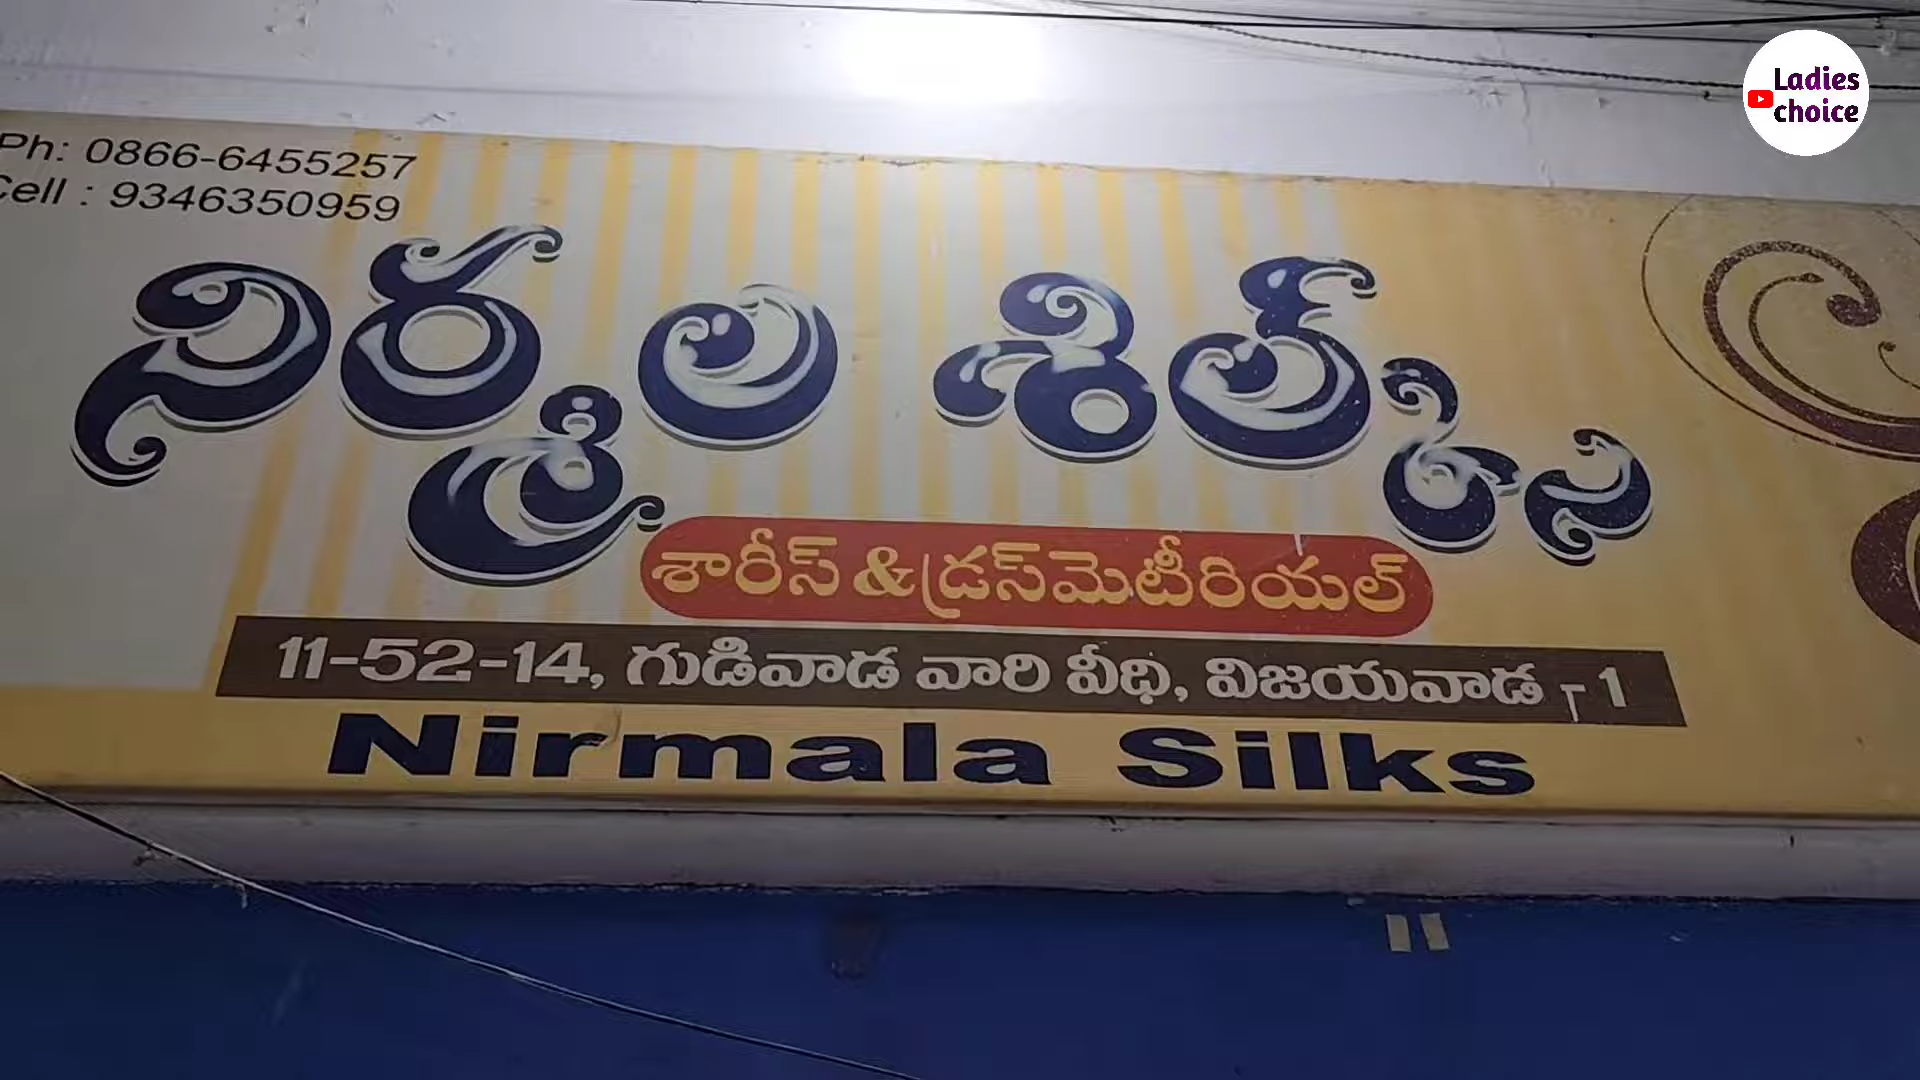 Ladies
choice
Ph: 0866-6455257
Cell : 9346350959
నిర్మల శిల్క్స్
శారీస్ & డ్రస్‌మెటీరియల్
11-52-14, గుడివాడ వారి వీధి, విజయవాడ - 1
Nirmala Silks